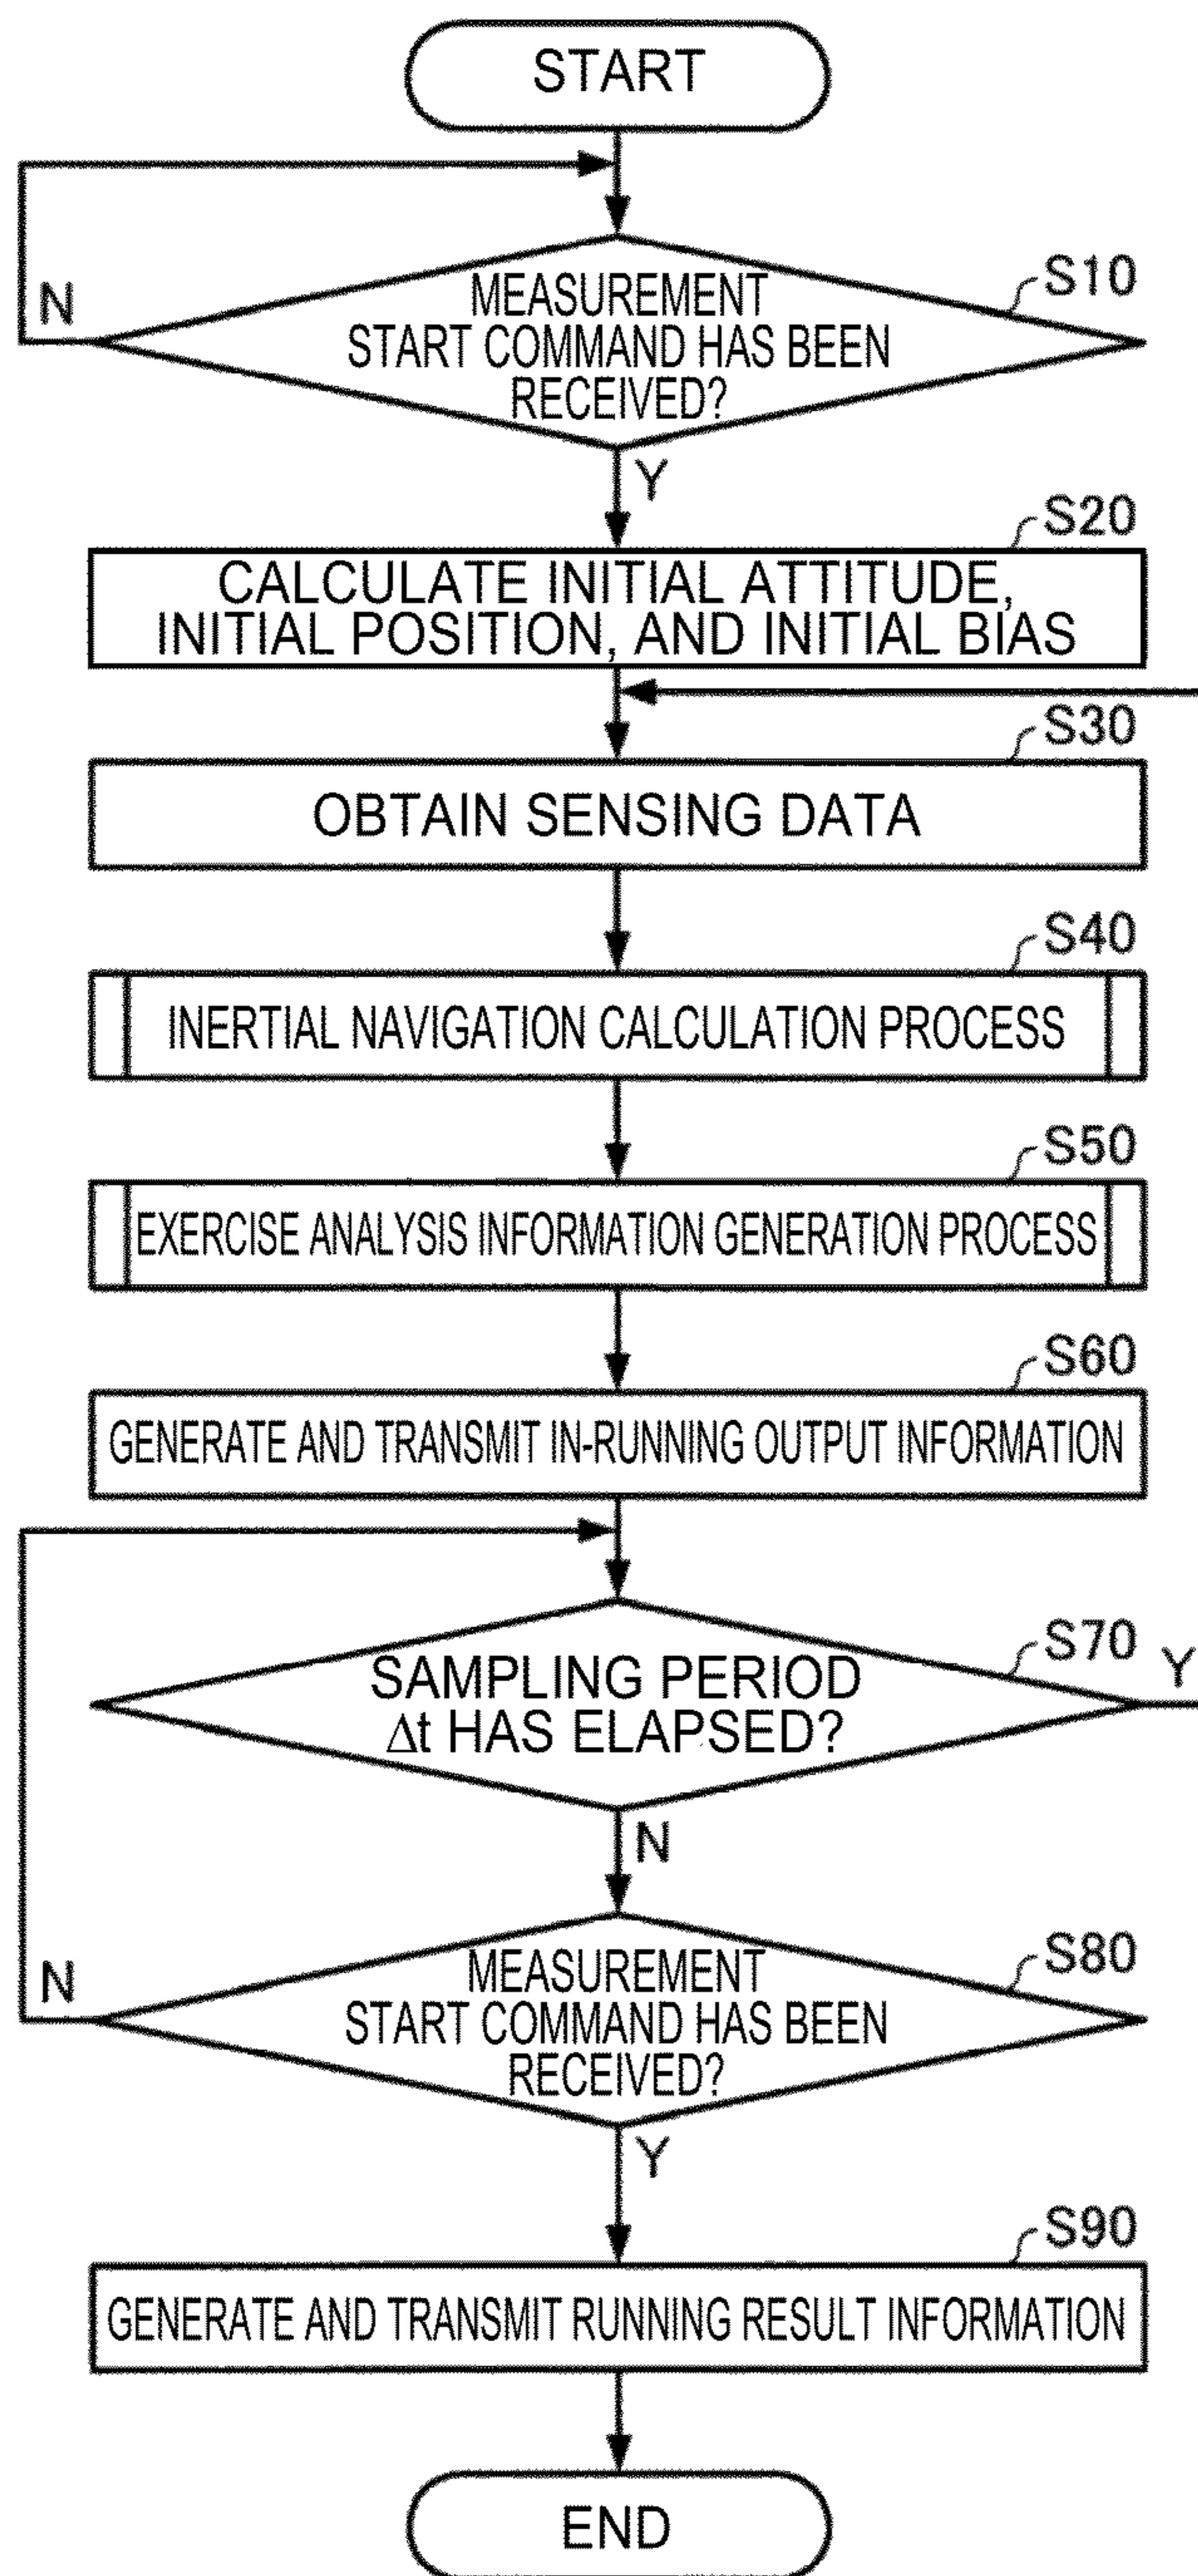 START
S10
MEASUREMENT
START COMMAND HAS BEEN
RECEIVED?
N
Y
S20
CALCULATE INITIAL ATTITUDE,
INITIAL POSITION, AND INITIAL BIAS
S30
OBTAIN SENSING DATA
S40
INERTIAL NAVIGATION CALCULATION PROCESS
S50
EXERCISE ANALYSIS INFORMATION GENERATION PROCESS
S60
GENERATE AND TRANSMIT IN-RUNNING OUTPUT INFORMATION
S70
SAMPLING PERIOD
Δt HAS ELAPSED?
Y
N
S80
MEASUREMENT
START COMMAND HAS BEEN
RECEIVED?
N
Y
S90
GENERATE AND TRANSMIT RUNNING RESULT INFORMATION
END